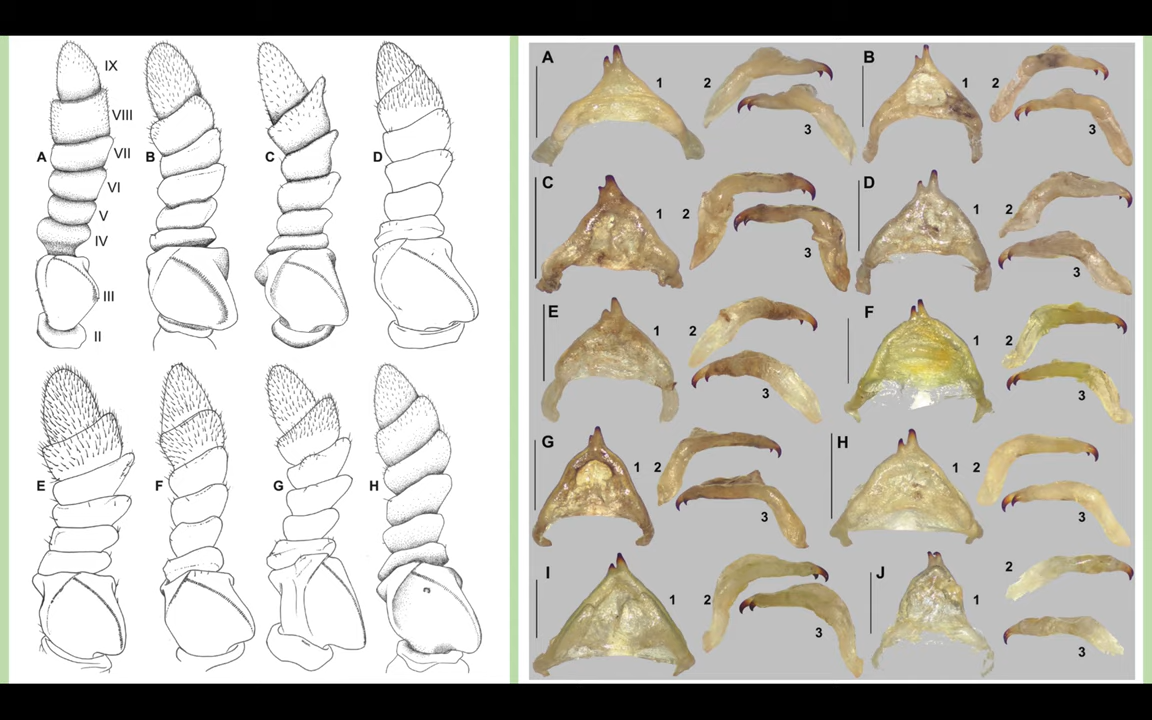 IX
VIII
VII
VI
V
IV
III
II
A B C D
E F G H
A 1 2 3
B 1 2 3
C 1 2 3
D 1 2 3
E 1 2 3
F 1 2 3
G 1 2 3
H 1 2 3
I 1 2 3
J 1 2 3